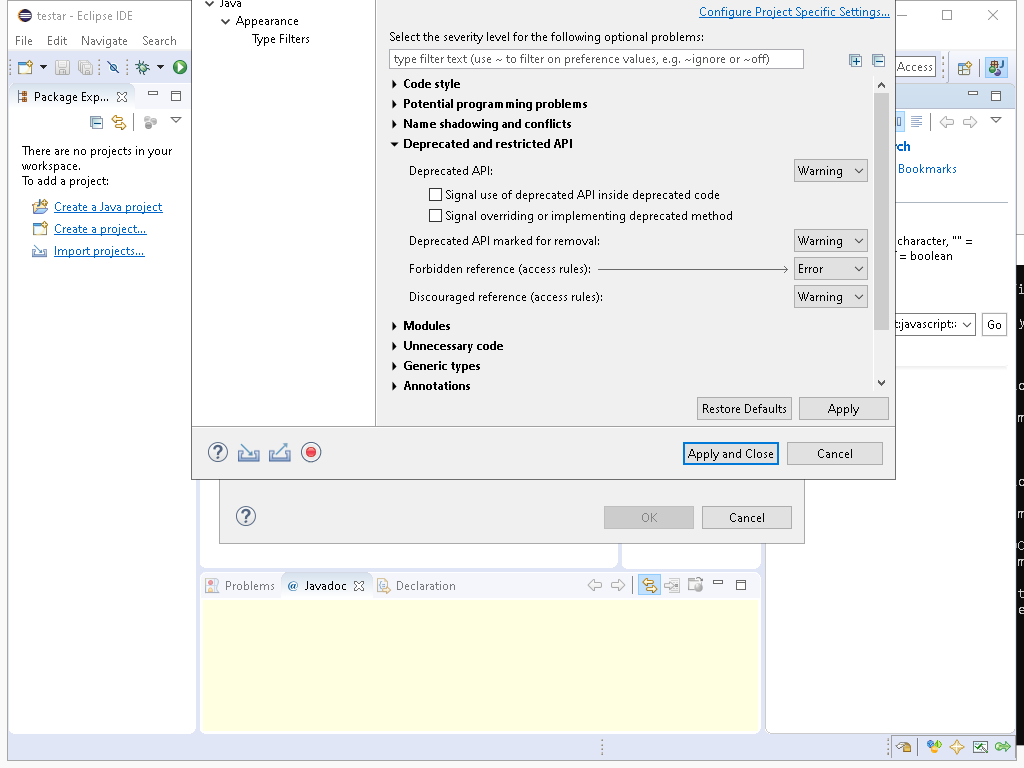 testar - Eclipse IDE
File Edit Navigate Search
Package Exp...
There are no projects in your
workspace.
To add a project:
Create a Java project
Create a project...
Import projects...
Java
Appearance
Type Filters
Configure Project Specific Settings...
Select the severity level for the following optional problems:
type filter text (use ~ to filter on preference values, e.g. ~ignore or ~off)
Code style
Potential programming problems
Name shadowing and conflicts
Deprecated and restricted API
Deprecated API: Warning
Signal use of deprecated API inside deprecated code
Signal overriding or implementing deprecated method
Deprecated API marked for removal: Warning
Forbidden reference (access rules): Error
Discouraged reference (access rules): Warning
Modules
Unnecessary code
Generic types
Annotations
Restore Defaults Apply
Apply and Close Cancel
OK Cancel
Access
rch
Bookmarks
character, "" =
= boolean
t:javascript: Go
Problems @ Javadoc Declaration